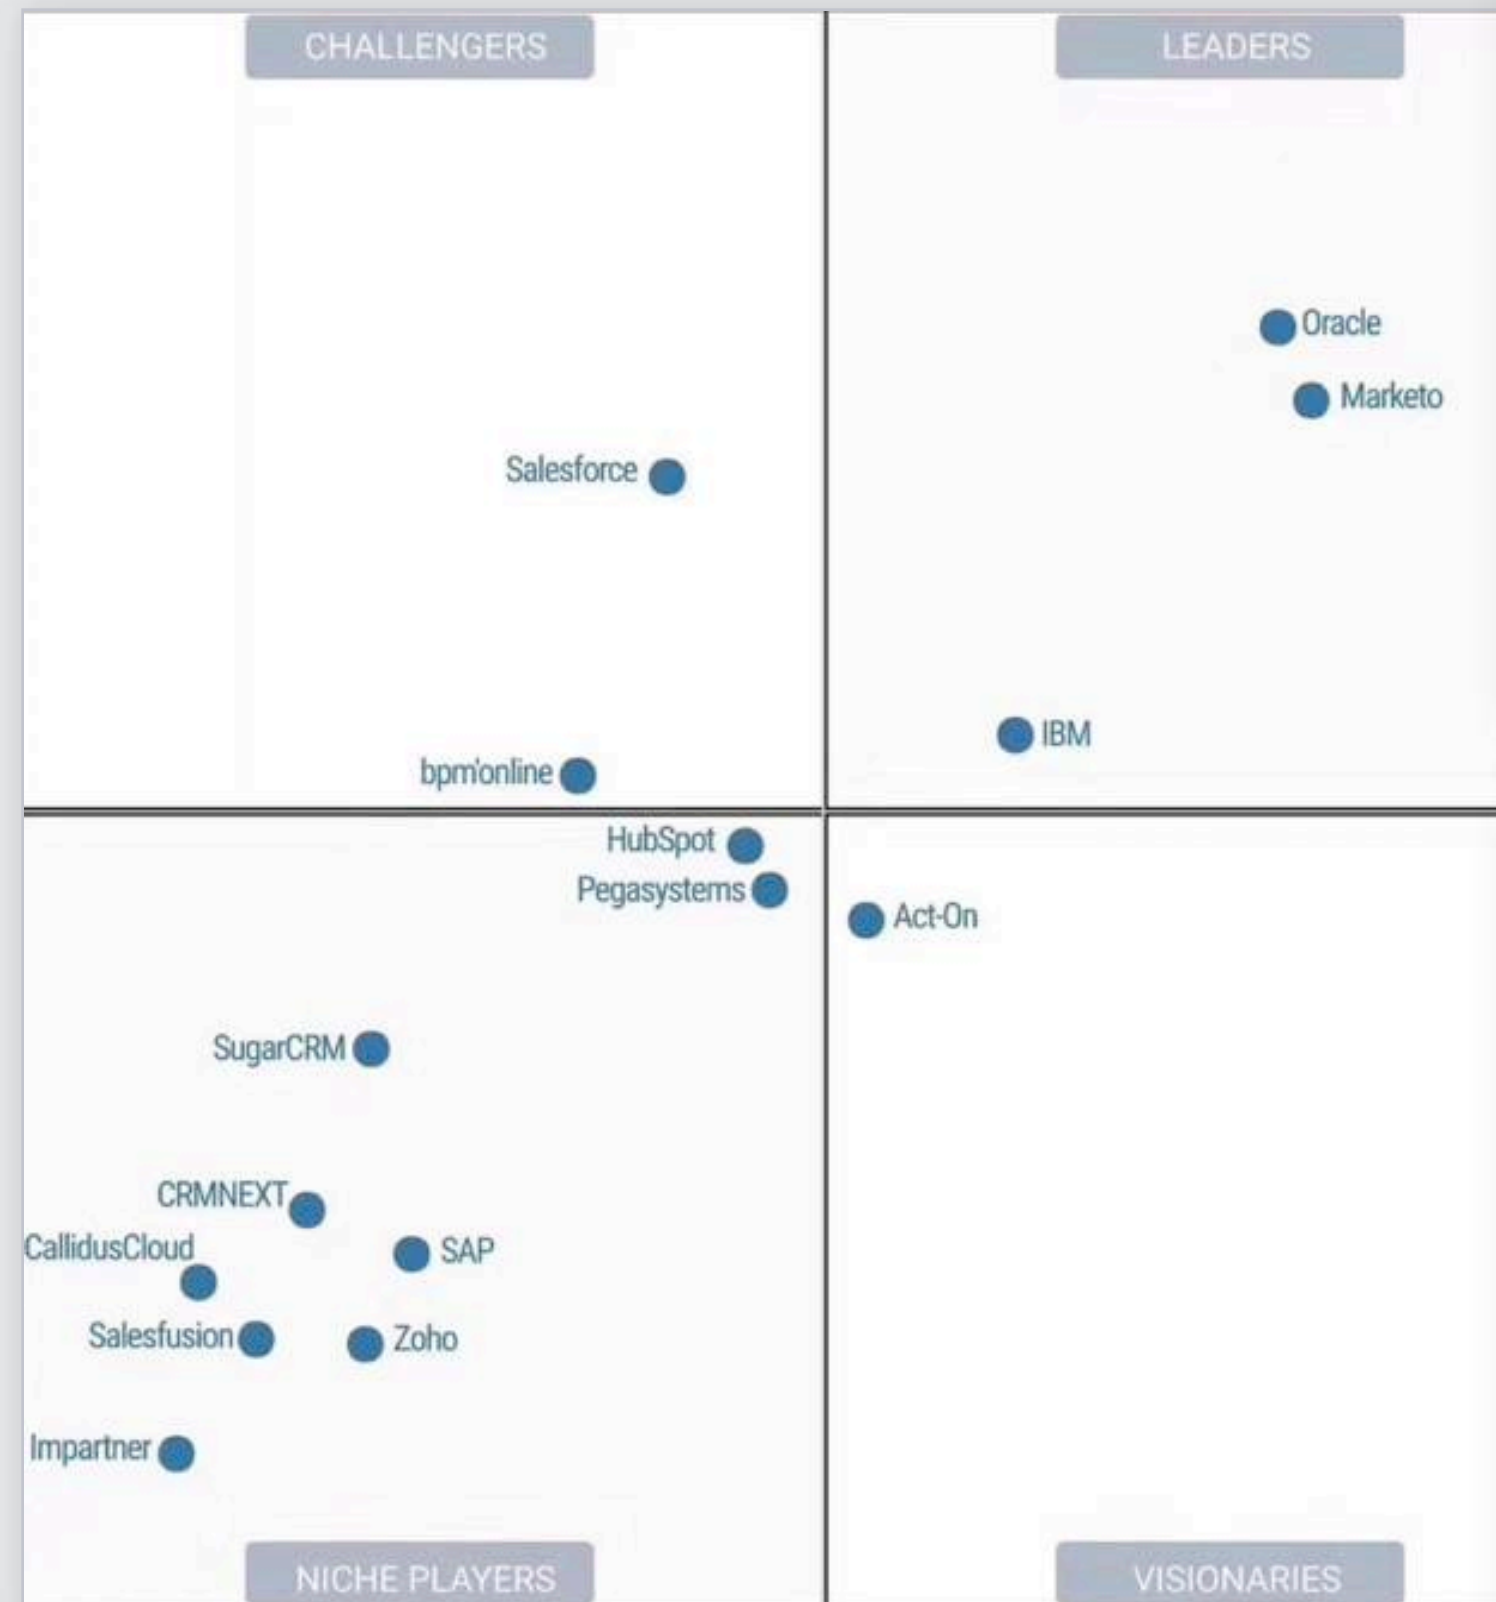 CHALLENGERS
LEADERS
Oracle
Marketo
Salesforce
IBM
bpm'online
HubSpot
Pegasystems
Act-On
SugarCRM
CRMNEXT
CallidusCloud
SAP
Salesfusion
Zoho
Impartner
NICHE PLAYERS
VISIONARIES